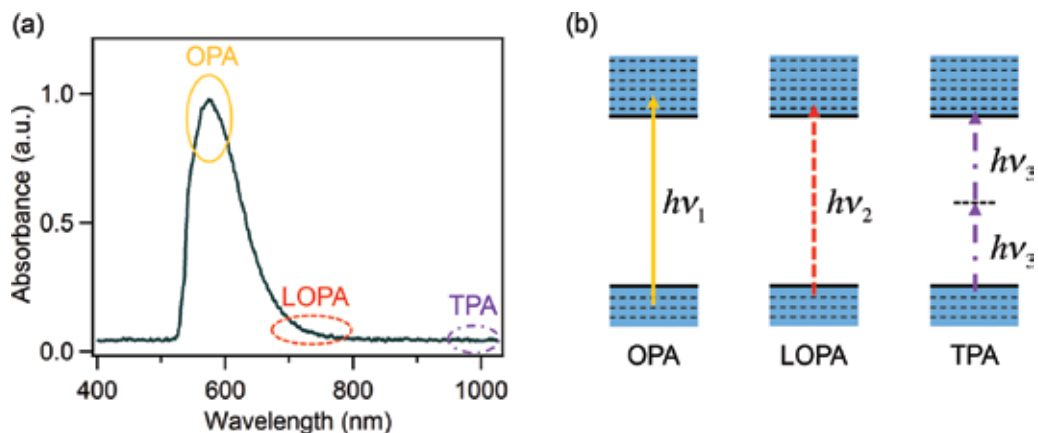 (a)
OPA
LOPA
TPA
Absorbance (a.u.)
1.0
0.5
0.0
400
600
800
1000
Wavelength (nm)
(b)
hν₁
hν₂
hν₃
hν₃
OPA
LOPA
TPA